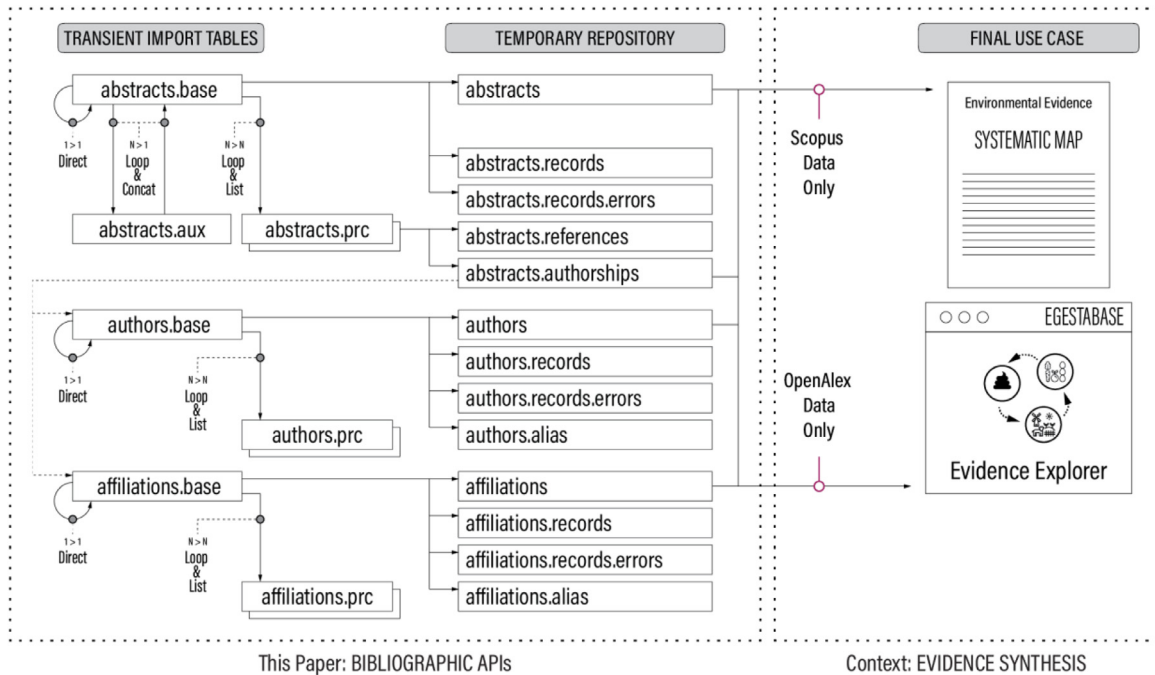 TRANSIENT IMPORT TABLES
TEMPORARY REPOSITORY
FINAL USE CASE
abstracts.base
1 > 1
Direct
N > 1
Loop
&
Concat
N > N
Loop
&
List
abstracts.aux
abstracts.prc
abstracts
abstracts.records
abstracts.records.errors
abstracts.references
abstracts.authorships
authors.base
1 > 1
Direct
N > N
Loop
&
List
authors.prc
authors
authors.records
authors.records.errors
authors.alias
affiliations.base
1 > 1
Direct
N > N
Loop
&
List
affiliations.prc
affiliations
affiliations.records
affiliations.records.errors
affiliations.alias
Scopus
Data
Only
OpenAlex
Data
Only
Environmental Evidence
SYSTEMATIC MAP
EGESTABASE
Evidence Explorer
This Paper: BIBLIOGRAPHIC APIs
Context: EVIDENCE SYNTHESIS